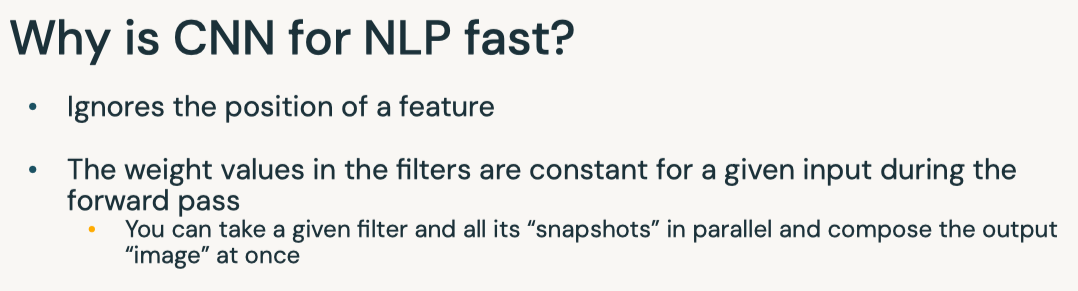 Why is CNN for NLP fast?
• Ignores the position of a feature
• The weight values in the filters are constant for a given input during the
forward pass
• You can take a given filter and all its “snapshots” in parallel and compose the output
“image” at once